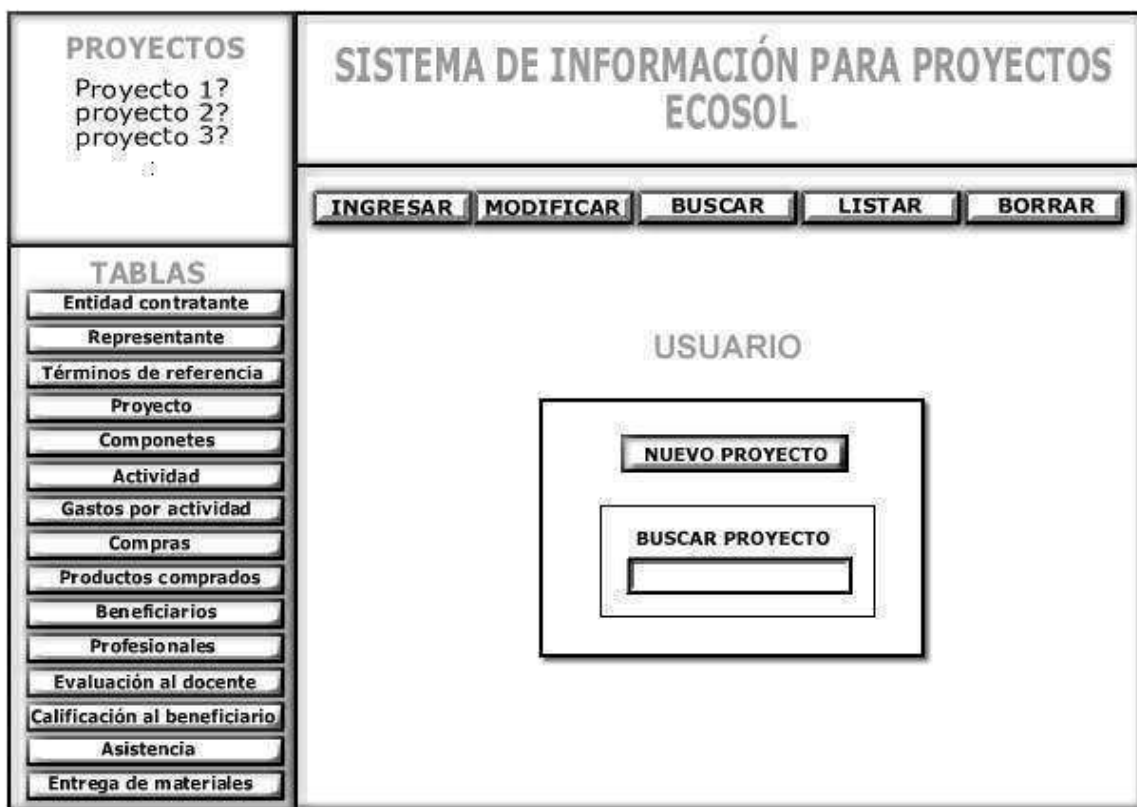 PROYECTOS
Proyecto 1?
proyecto 2?
proyecto 3?
SISTEMA DE INFORMACIÓN PARA PROYECTOS
ECOSOL
INGRESAR MODIFICAR BUSCAR LISTAR BORRAR
TABLAS
Entidad contratante
Representante
Términos de referencia
Proyecto
Componetes
Actividad
Gastos por actividad
Compras
Productos comprados
Beneficiarios
Profesionales
Evaluación al docente
Calificación al beneficiario
Asistencia
Entrega de materiales
USUARIO
NUEVO PROYECTO
BUSCAR PROYECTO